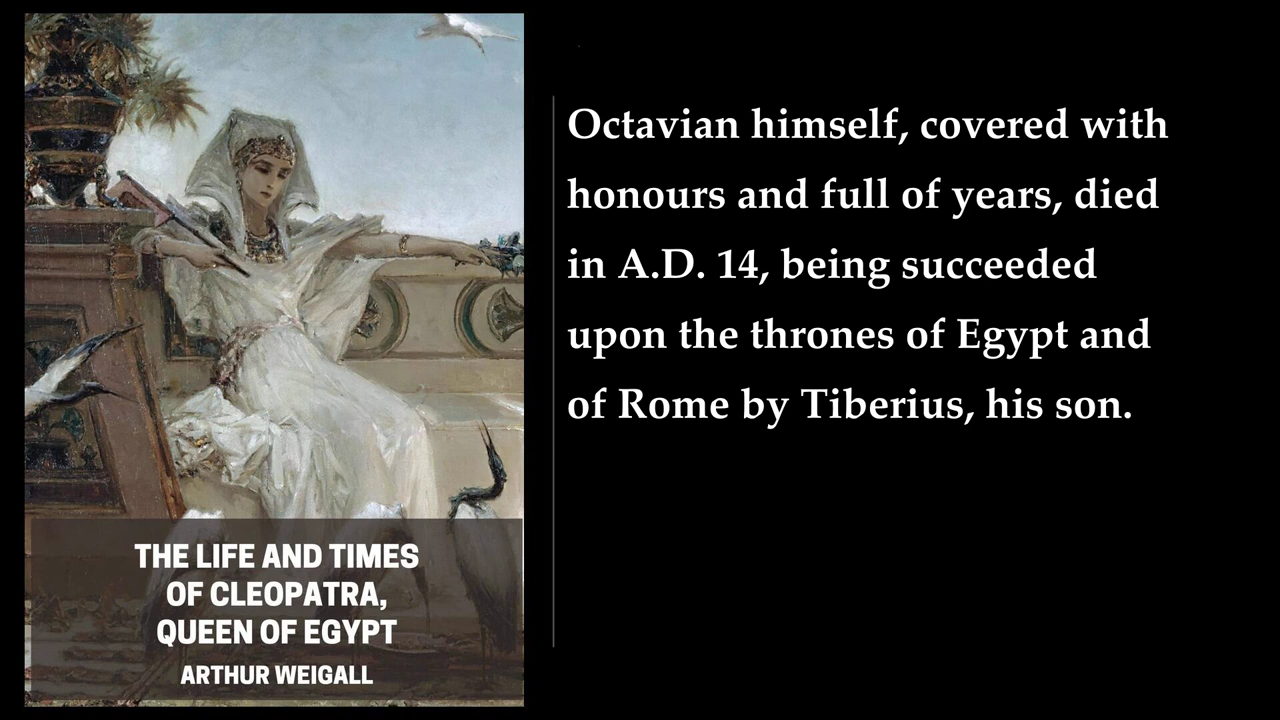 THE LIFE AND TIMES
OF CLEOPATRA,
QUEEN OF EGYPT
ARTHUR WEIGALL
Octavian himself, covered with
honours and full of years, died
in A.D. 14, being succeeded
upon the thrones of Egypt and
of Rome by Tiberius, his son.